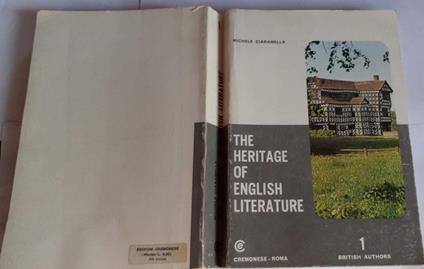 MICHELE CIARAMELLA
THE
HERITAGE
OF
ENGLISH
LITERATURE
CREMONESE - ROMA
1
BRITISH AUTHORS
EDIZIONI CREMONESE